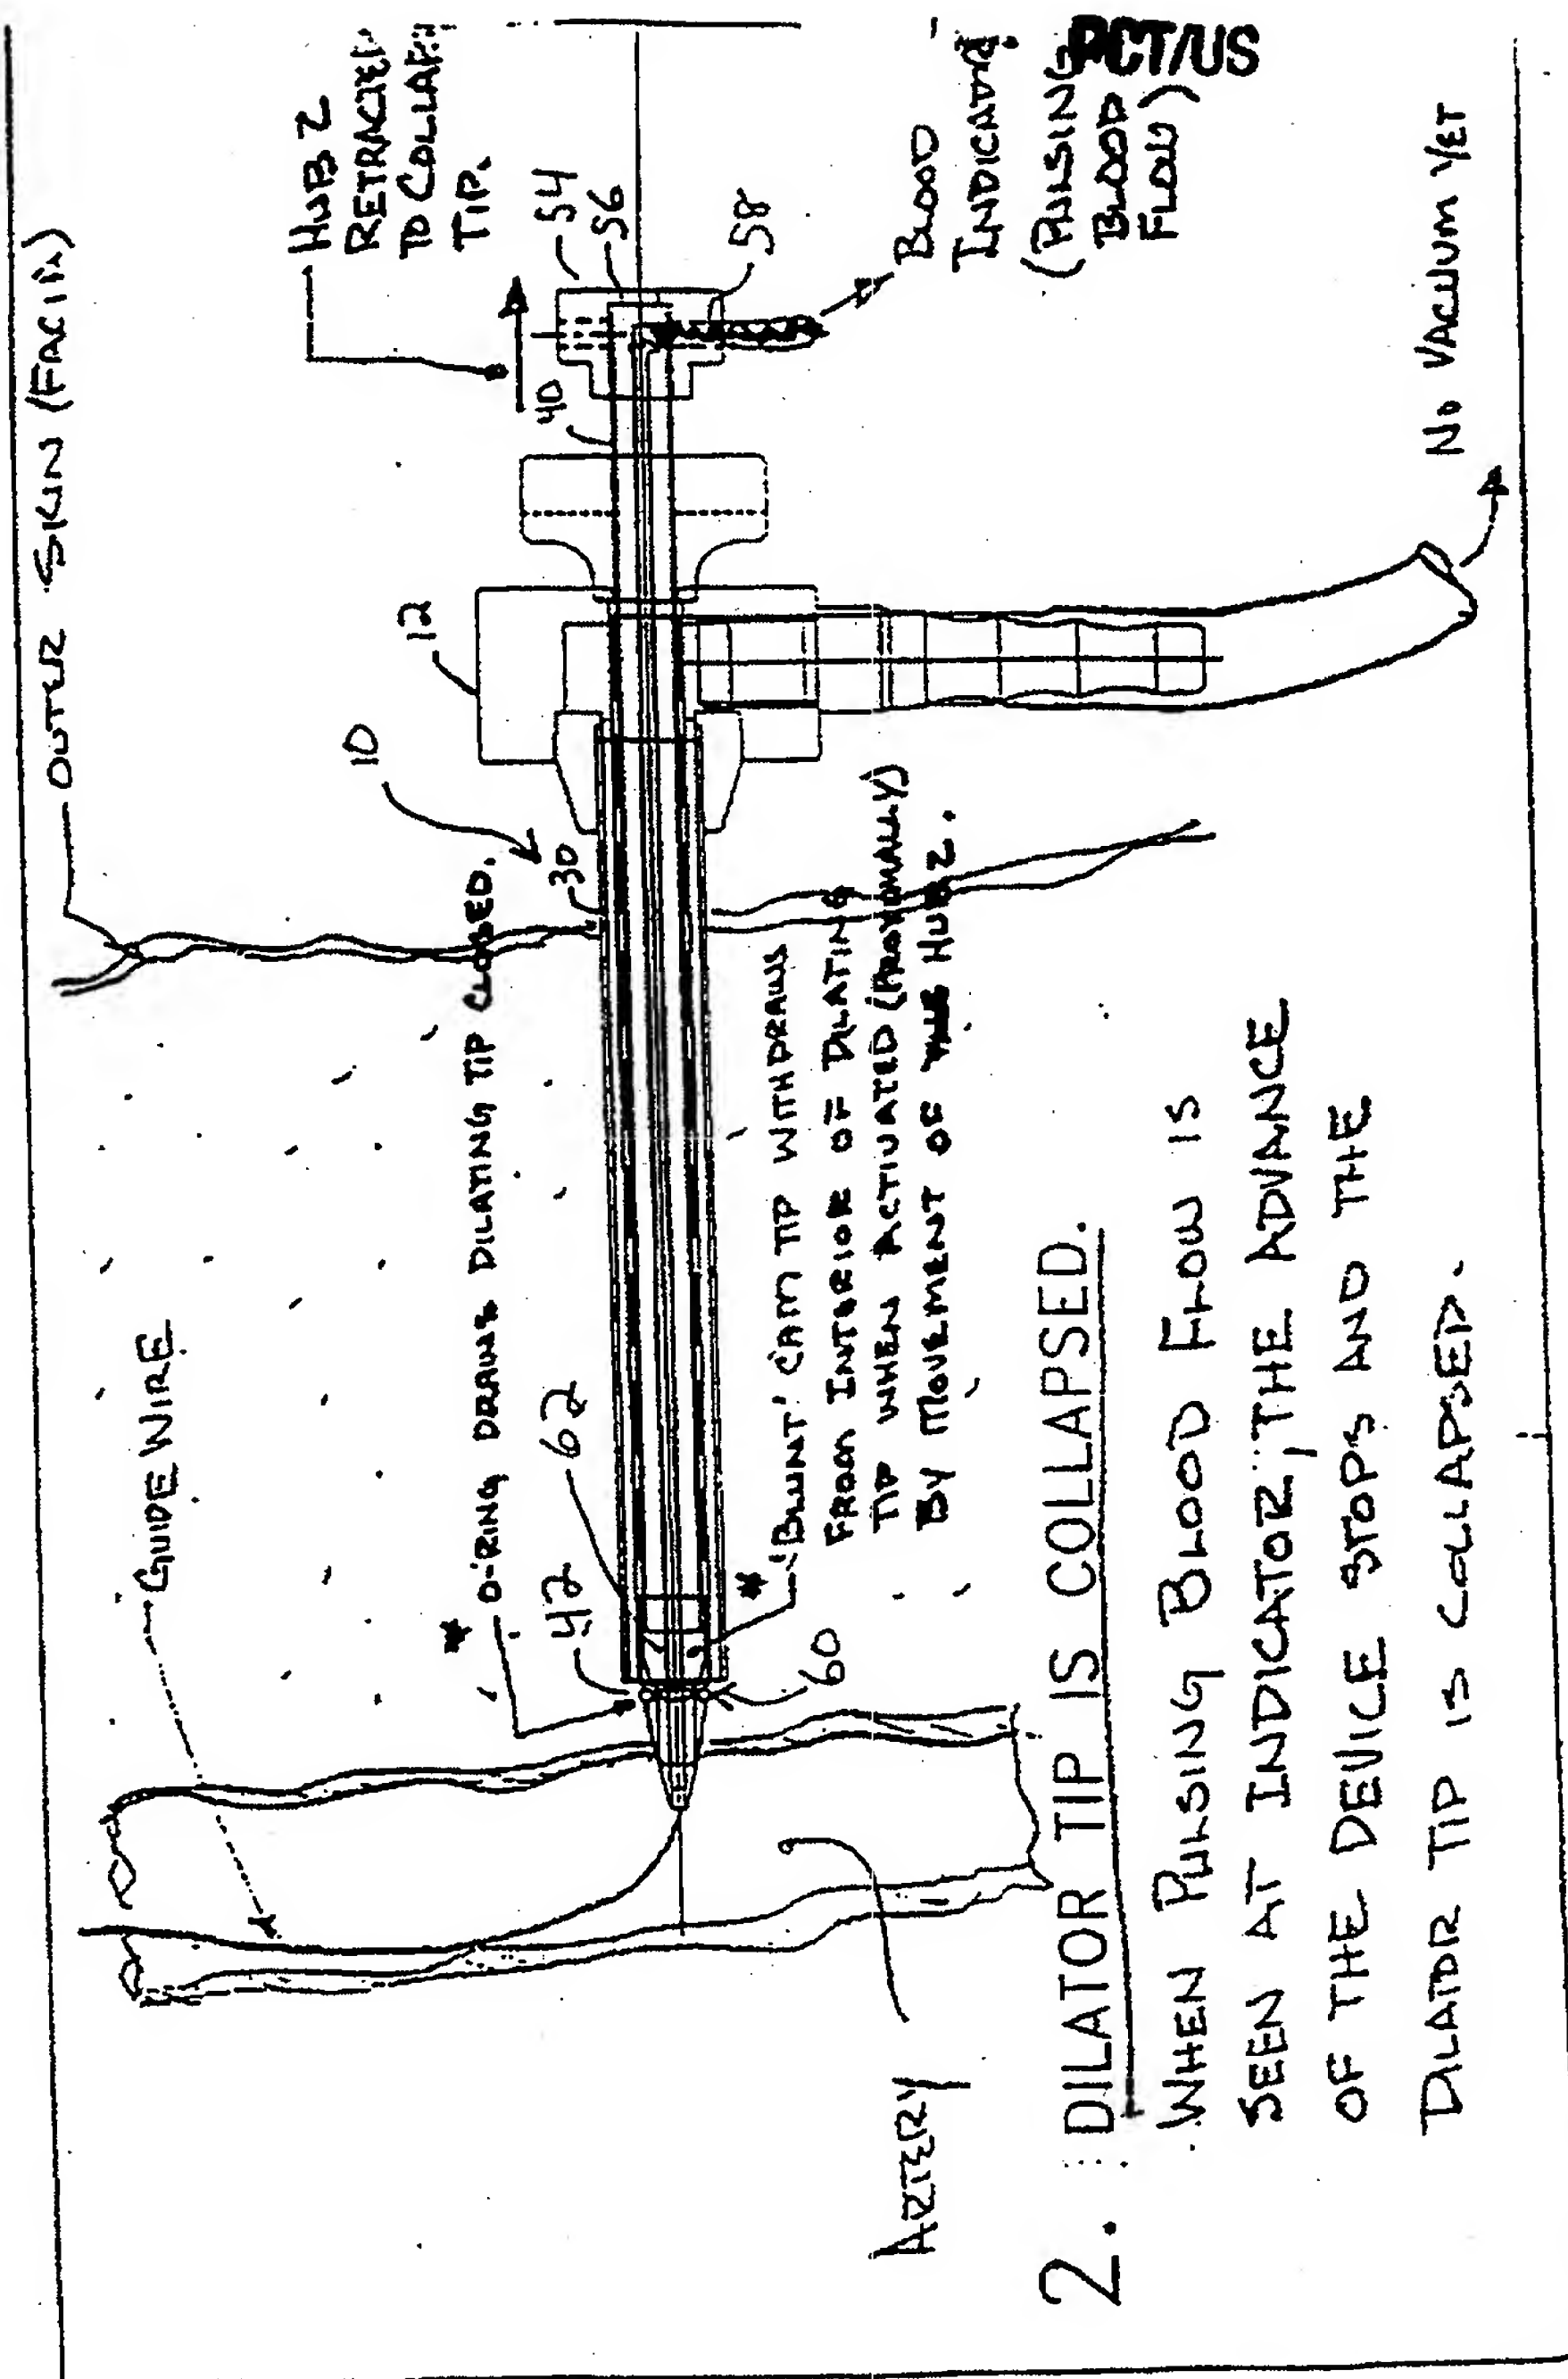 OUTER SKIN (FACIA)
GUIDE WIRE
HUB 2
RETRACTED
TO COLLAPSE
TIP.
10
12
40
54
56
58
30
* O-RING DRAWS DILATING TIP CLOSED.
42
62
60
* 'BLUNT' CAM TIP WITHDRAWS
FROM INTERIOR OF DILATING
TIP WHEN ACTIVATED (PROXIMALLY)
BY MOVEMENT OF HUB 2.
BLOOD
INDICATOR
(PULSING
BLOOD
FLOW)
PCT/US
NO VACUUM YET
ARTERY
2. DILATOR TIP IS COLLAPSED.
WHEN PULSING BLOOD FLOW IS
SEEN AT INDICATOR, THE ADVANCE
OF THE DEVICE STOPS AND THE
DILATOR TIP IS COLLAPSED.